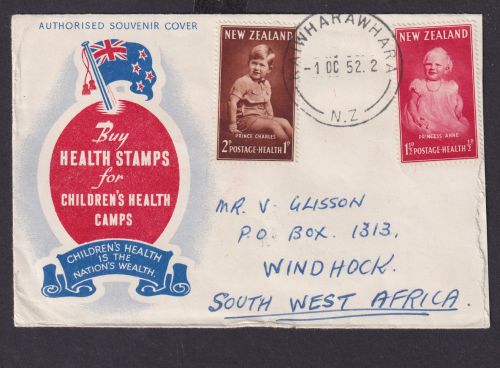 AUTHORISED SOUVENIR COVER
Buy
HEALTH STAMPS
for
CHILDREN'S HEALTH
CAMPS
CHILDREN'S HEALTH
IS THE
NATION'S WEALTH.
NEW ZEALAND
PRINCE CHARLES
2D POSTAGE-HEALTH 1D
WHARAWHARA
-1 OC 52. 2
N.Z
NEW ZEALAND
PRINCESS ANNE
1½D POSTAGE-HEALTH ½D
MR. V. GLISSON
P.O. BOX. 1313,
WINDHOCK.
SOUTH WEST AFRICA.